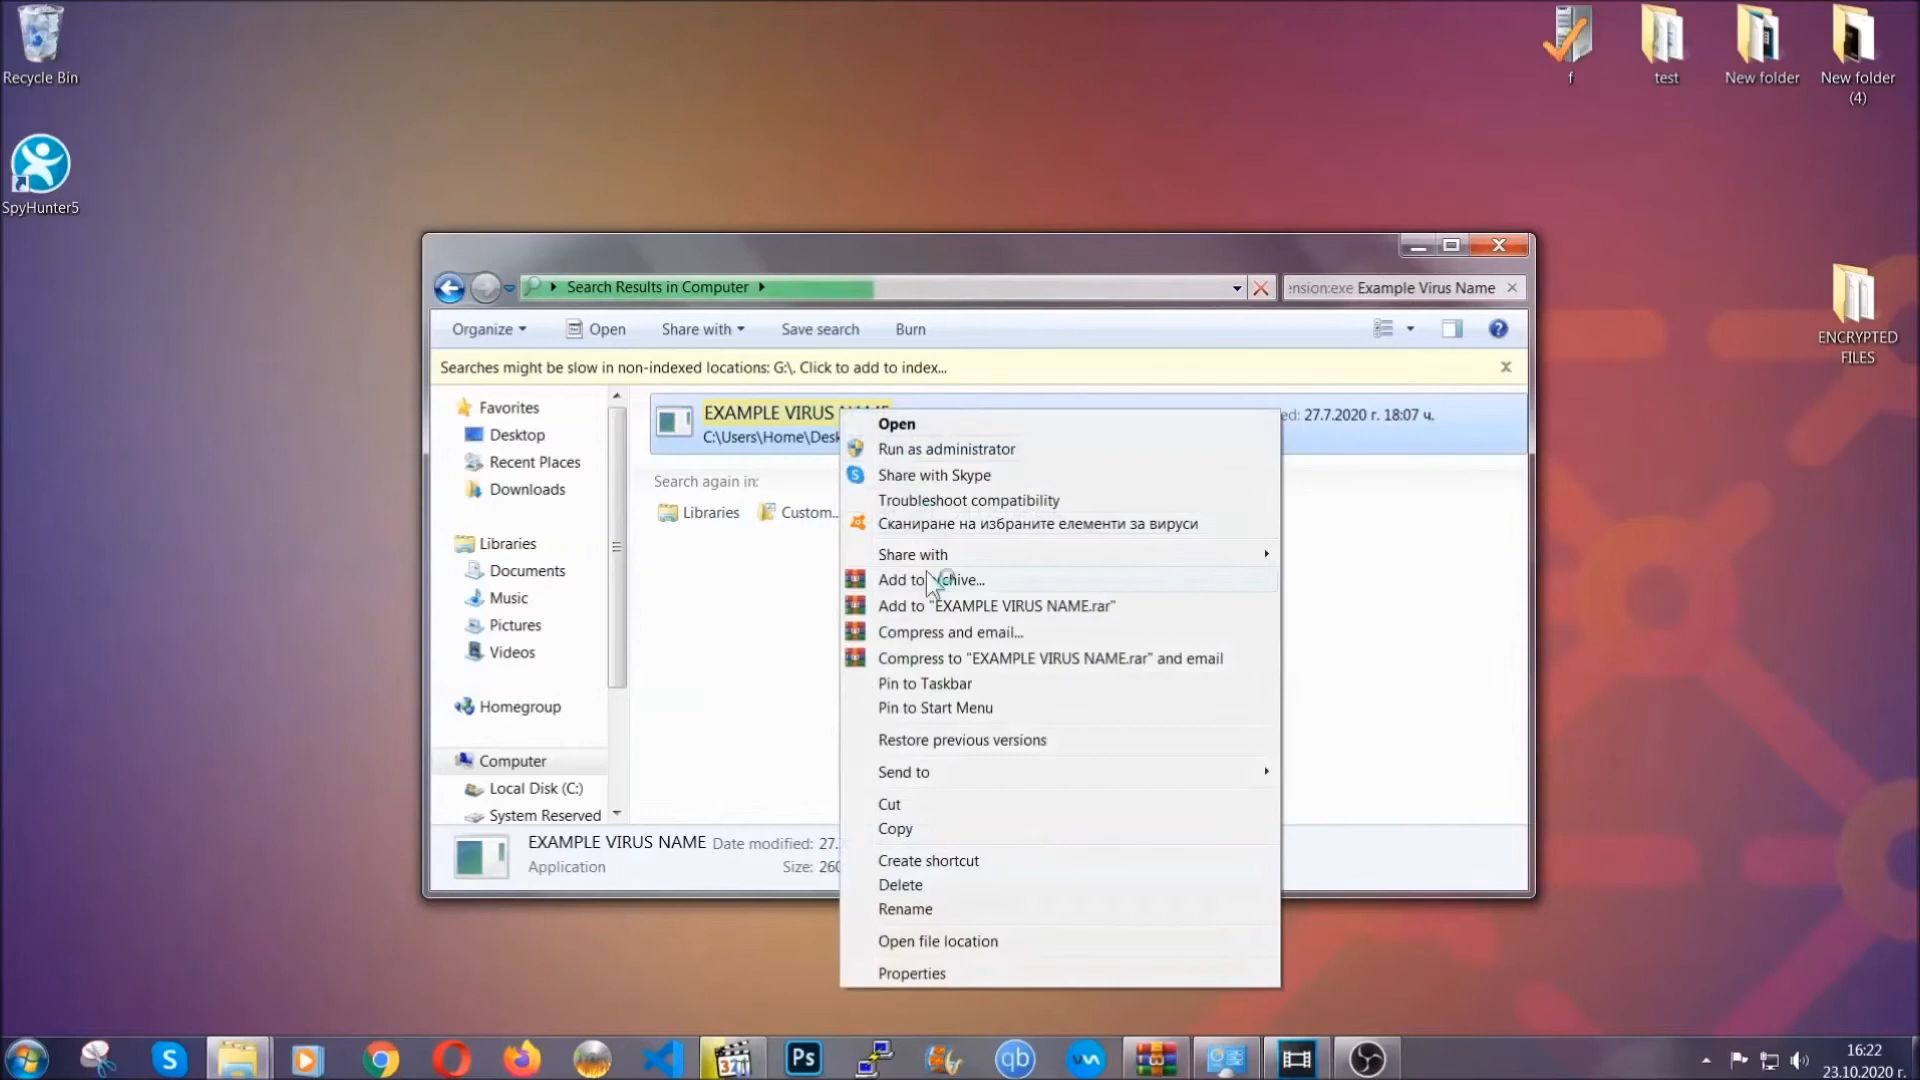 Recycle Bin
SpyHunter5
f
test
New folder
New folder
(4)
ENCRYPTED
FILES
Search Results in Computer
ension:exe Example Virus Name
Organize
Open
Share with
Save search
Burn
Searches might be slow in non-indexed locations: G:\. Click to add to index...
Favorites
Desktop
Recent Places
Downloads
Libraries
Documents
Music
Pictures
Videos
Homegroup
Computer
Local Disk (C:)
System Reserved
EXAMPLE VIRUS NAME
C:\Users\Home\Desk
ed: 27.7.2020 г. 18:07 ч.
Search again in:
Libraries
Custom...
Open
Run as administrator
Share with Skype
Troubleshoot compatibility
Сканиране на избраните елементи за вируси
Share with
Add to archive...
Add to "EXAMPLE VIRUS NAME.rar"
Compress and email...
Compress to "EXAMPLE VIRUS NAME.rar" and email
Pin to Taskbar
Pin to Start Menu
Restore previous versions
Send to
Cut
Copy
Create shortcut
Delete
Rename
Open file location
Properties
EXAMPLE VIRUS NAME Date modified: 27.
Application
Size: 260
S
321
Ps
qb
16:22
23.10.2020 г.